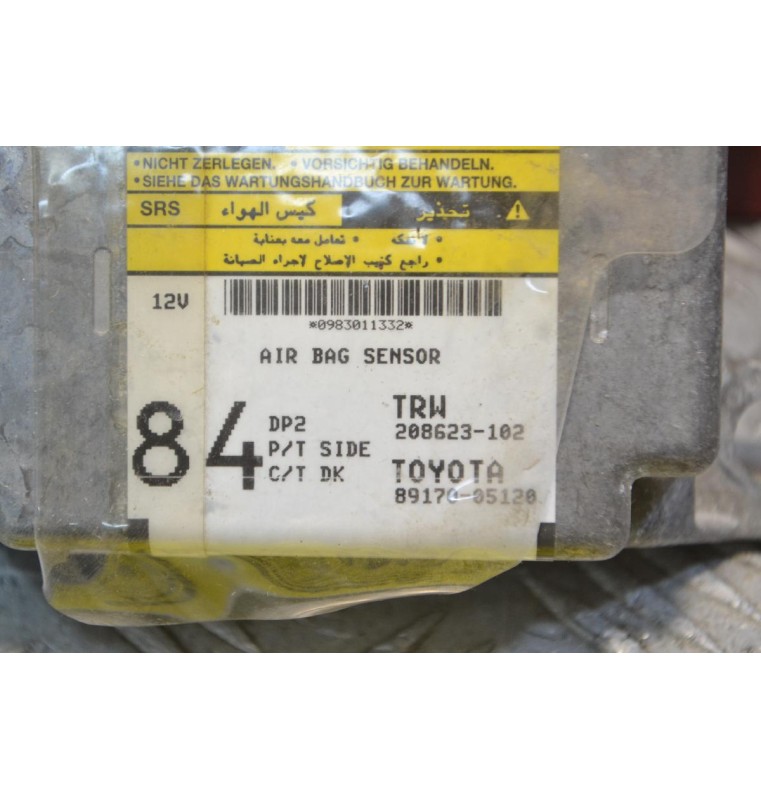 •NICHT ZERLEGEN. •VORSICHTIG BEHANDELN.
•SIEHE DAS WARTUNGSHANDBUCH ZUR WARTUNG.
SRS كيس الهواء تحذير
• تعامل معه بعناية
• راجع كتيب الإصلاح لإجراء الصيانة
12V
*0983011332*
AIR BAG SENSOR
84
DP2
P/T SIDE
C/T DK
TRW
208623-102
TOYOTA
89170-05120